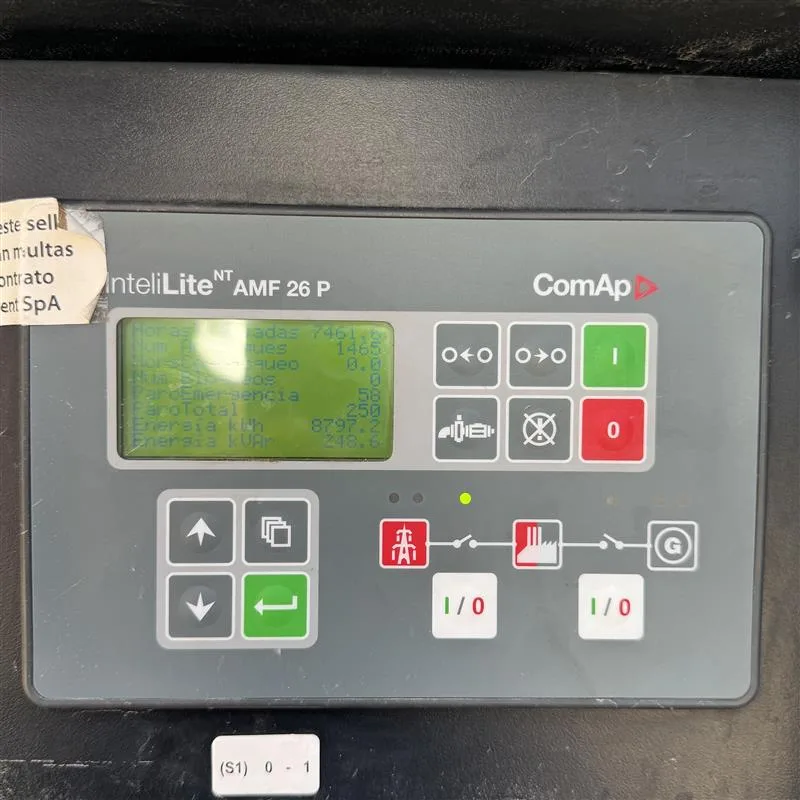 este sell
n multas
ontrato
ent SpA
InteliLite NT AMF 26 P
ComAp
7461.6
1465
0.0
0
ParoEmergencia 58
ParoTotal 250
Energia kWh 8797.2
Energia kVAr 248.6
I
0
G
I / 0
I / 0
(S1) 0 - 1